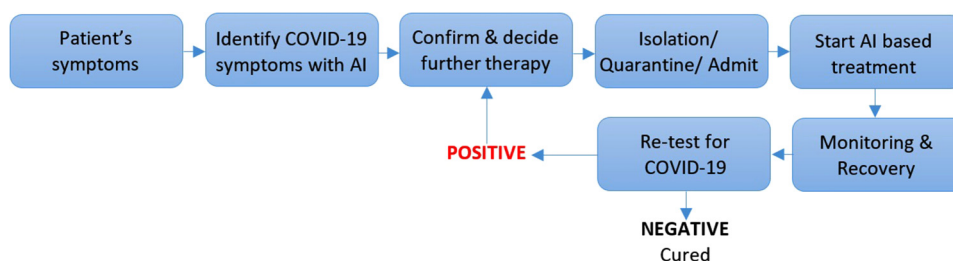 Patient's
symptoms
Identify COVID-19
symptoms with AI
Confirm & decide
further therapy
Isolation/
Quarantine/ Admit
Start AI based
treatment
Monitoring &
Recovery
Re-test for
COVID-19
POSITIVE
NEGATIVE
Cured